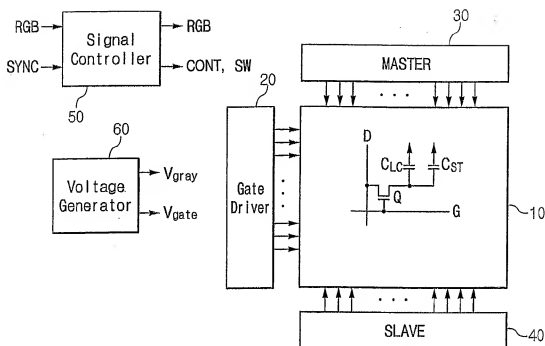 RGB
Signal
Controller
RGB
SYNC
CONT, SW
50
30
MASTER
20
60
Voltage
Generator
Vgray
Vgate
Gate
Driver
D
CLC
CST
Q
G
10
SLAVE
40